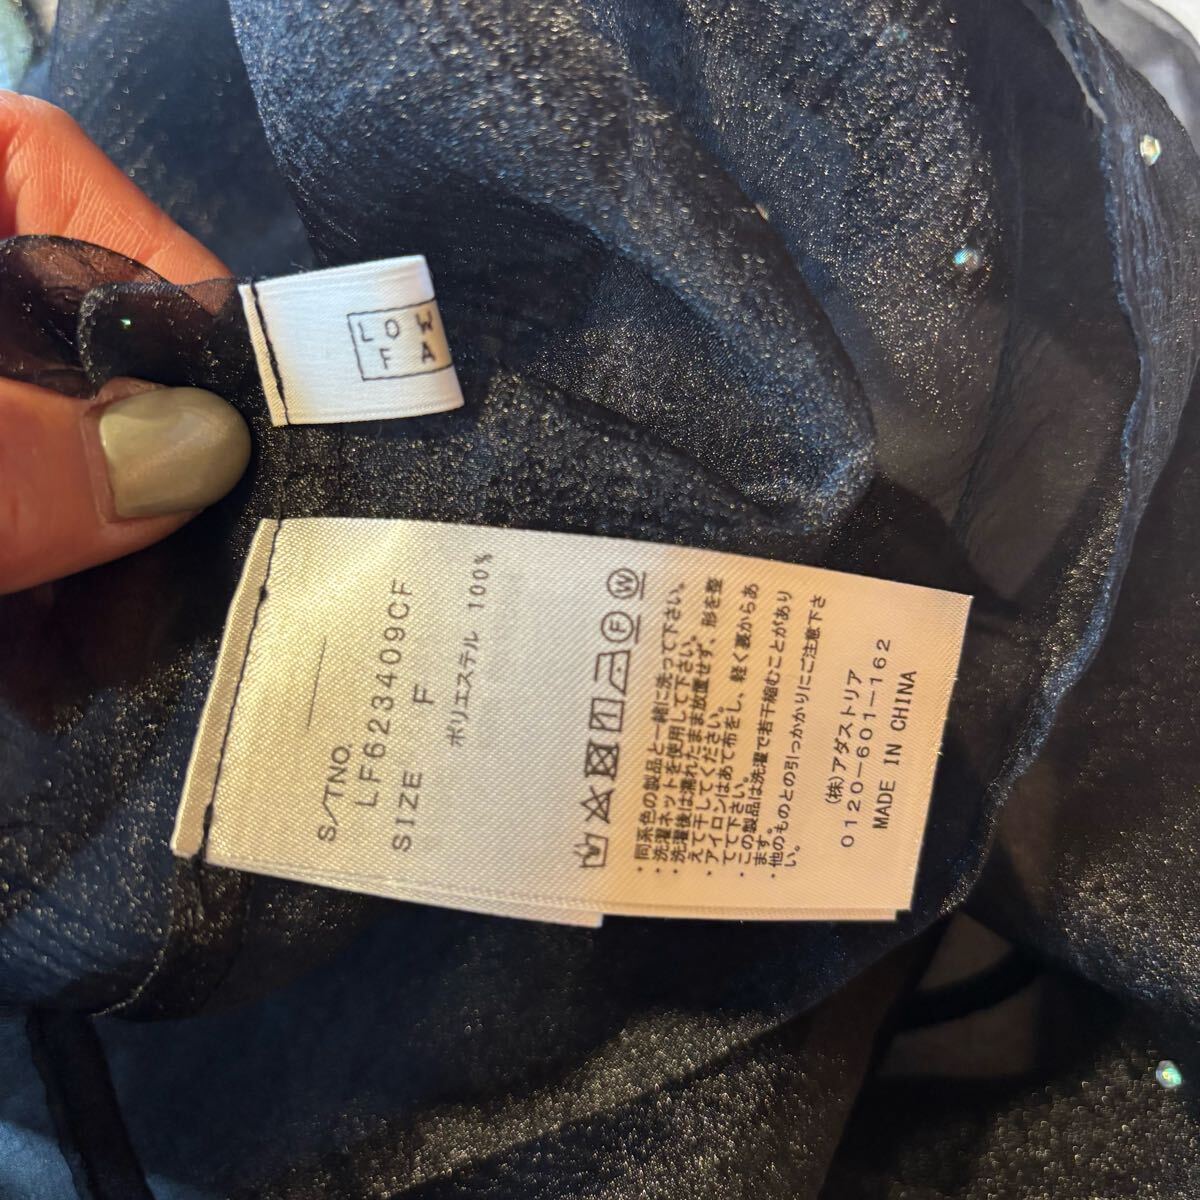 LOW
FA
S/TNO.
LF623409CF
SIZE F
ポリエステル 100%
F W
・同系色の製品と一緒に洗って下さい。
・洗濯ネットを使用して下さい。
・洗濯後は濡れたまま放置せず、形を整
えて干してください。
・アイロンはあて布をし、軽く裏からあ
てて下さい。
・この製品は洗濯で若干縮むことがあり
ます。
・他のものとの引っかかりにご注意下さ
い。
(株)アダストリア
0120-601-162
MADE IN CHINA